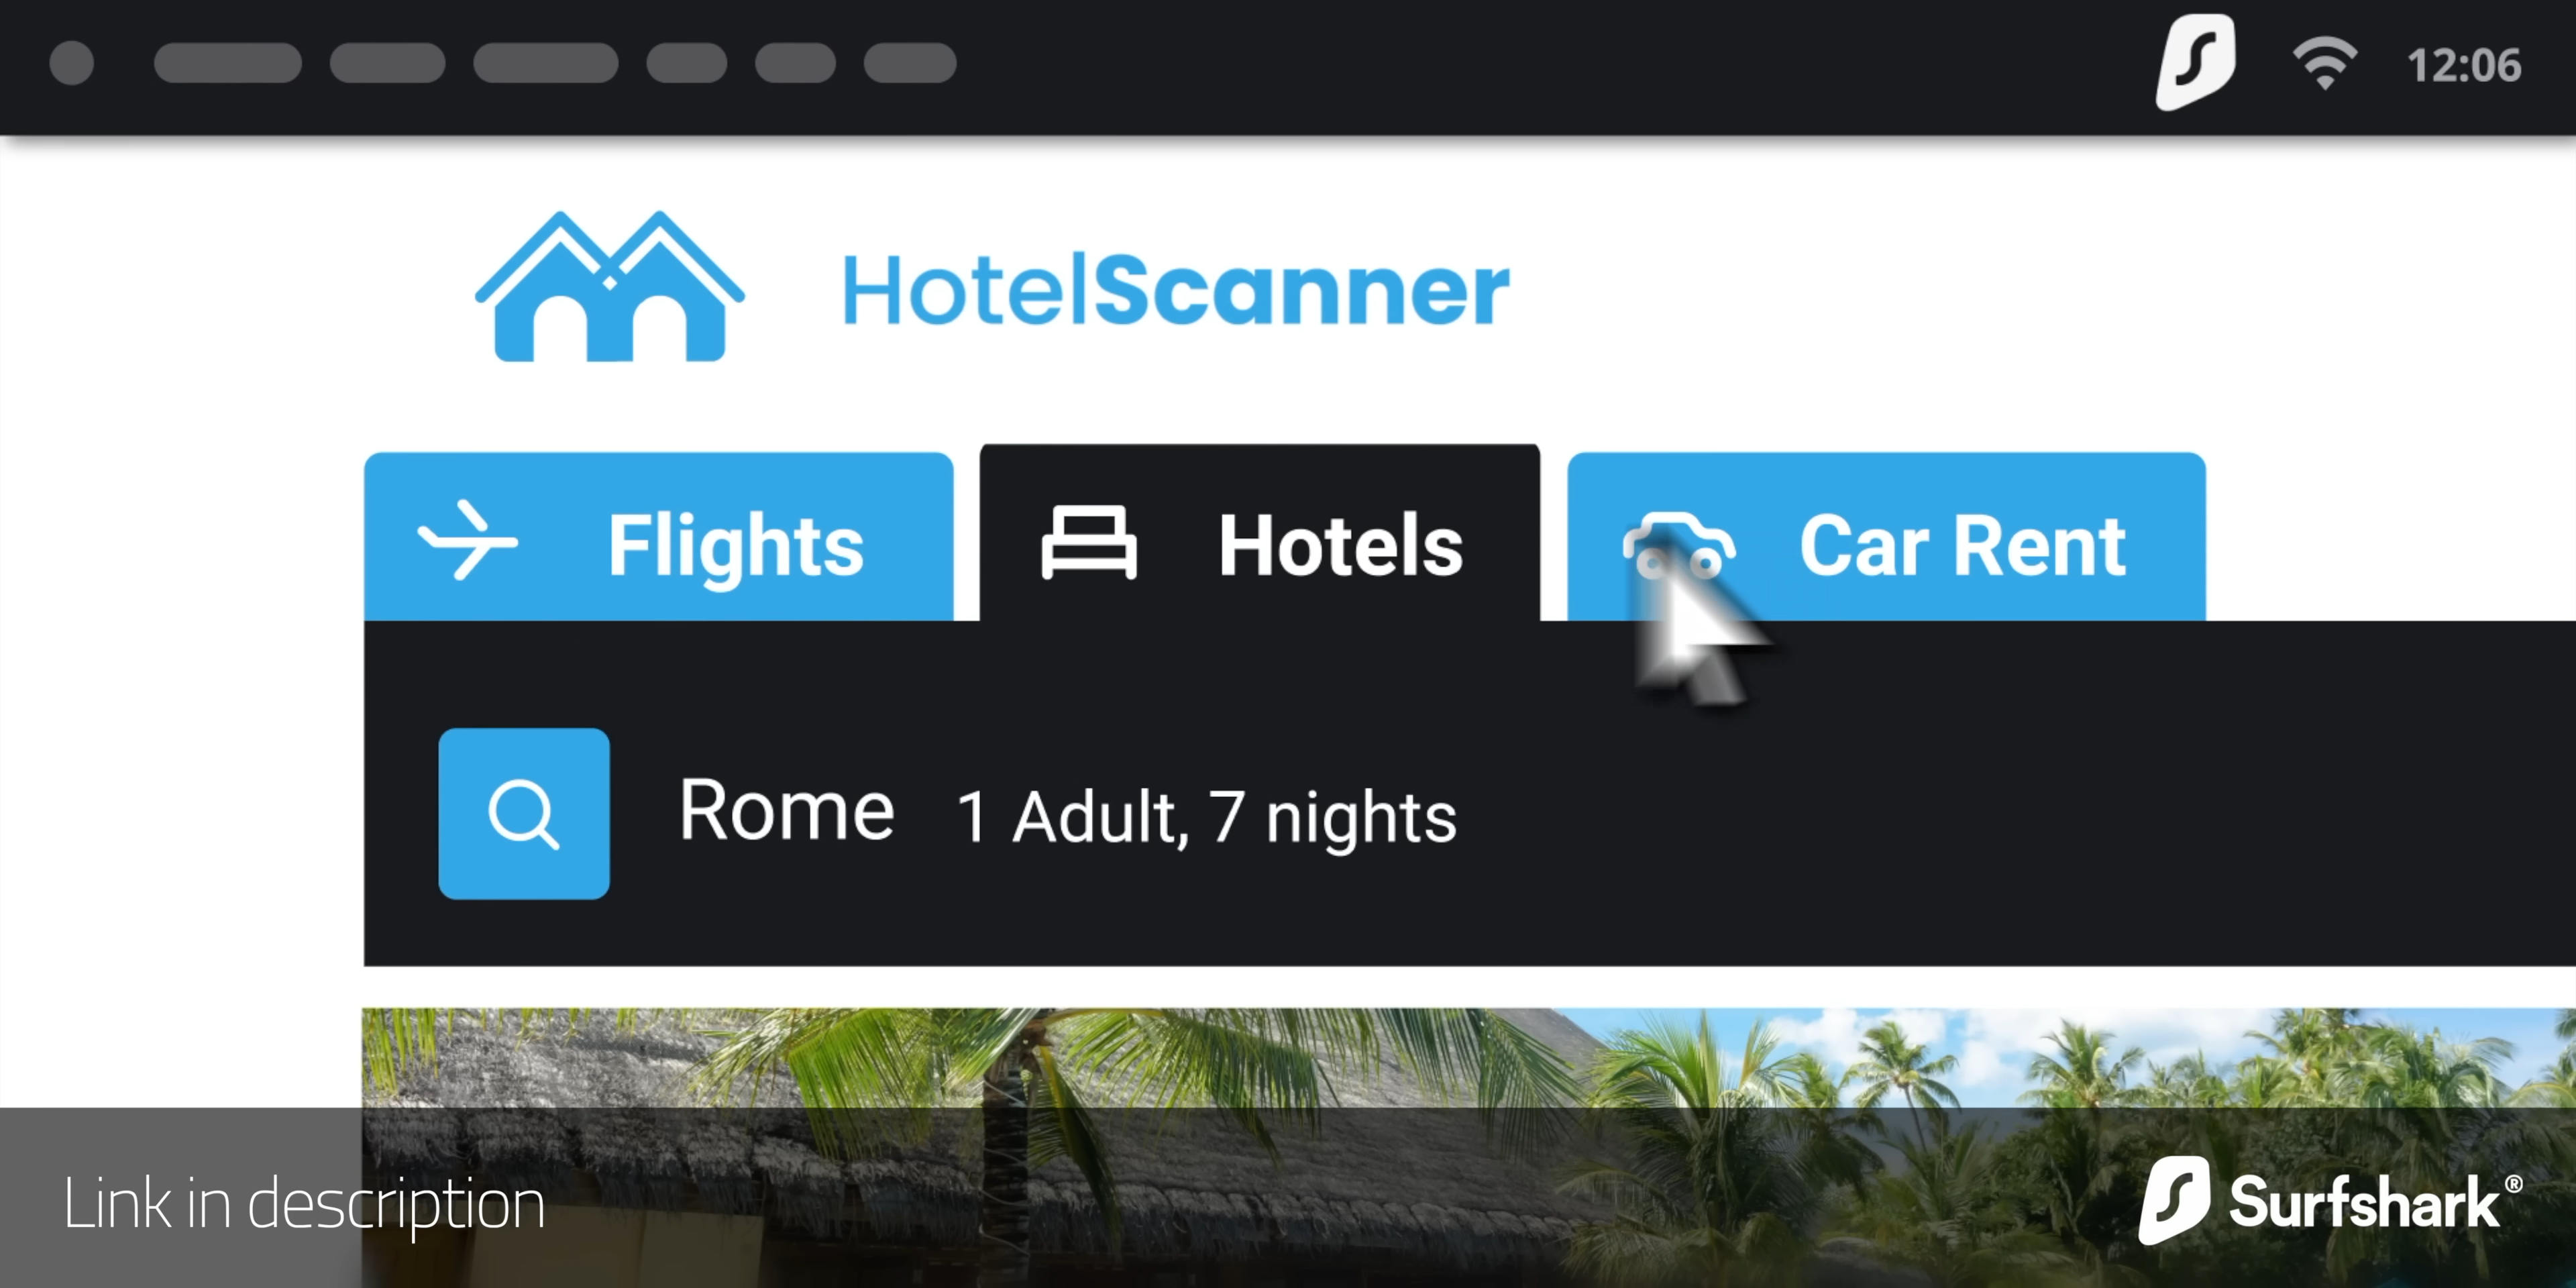 12:06
HotelScanner
Flights
Hotels
Car Rent
Rome 1 Adult, 7 nights
Link in description
Surfshark®